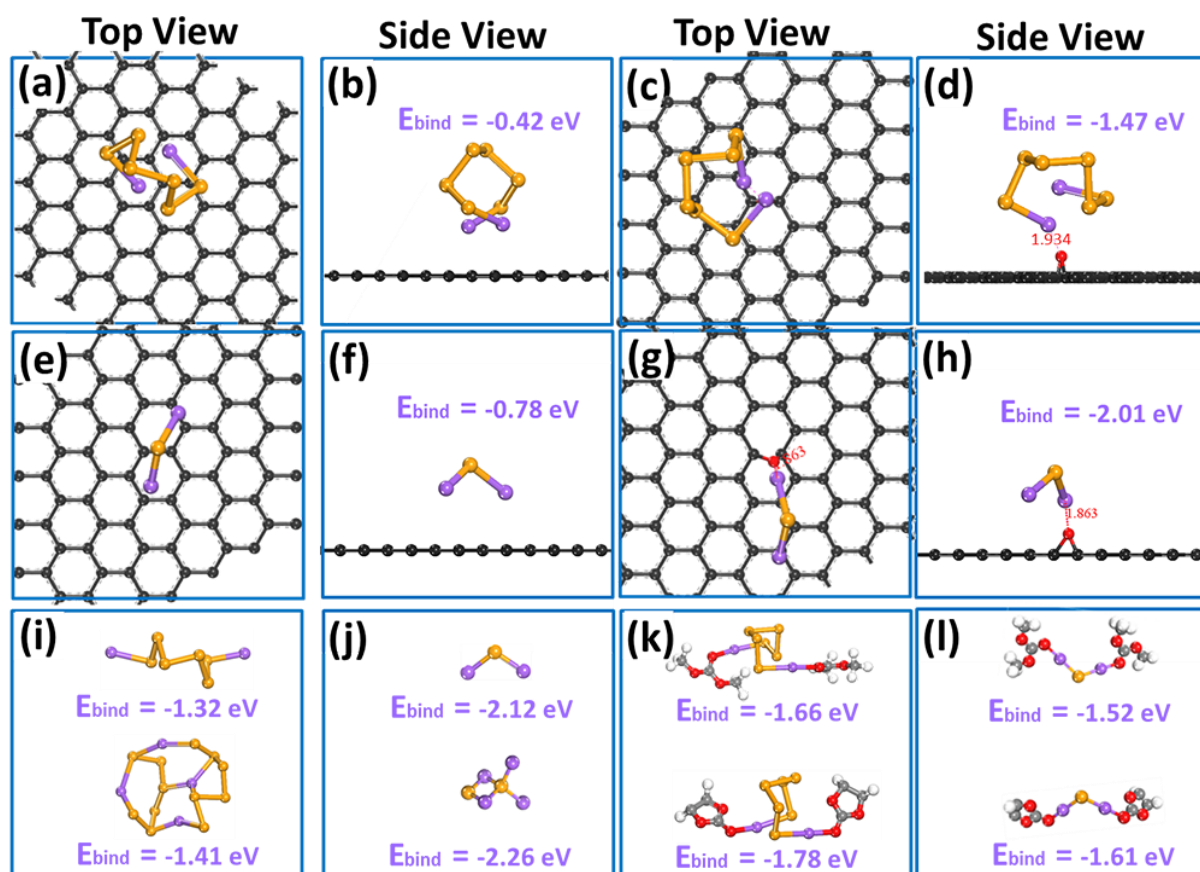 Top View
Side View
Top View
Side View
(a)
(b)
Ebind = -0.42 eV
(c)
(d)
Ebind = -1.47 eV
1.934
(e)
(f)
Ebind = -0.78 eV
(g)
(h)
Ebind = -2.01 eV
1.863
(i)
Ebind = -1.32 eV
Ebind = -1.41 eV
(j)
Ebind = -2.12 eV
Ebind = -2.26 eV
(k)
Ebind = -1.66 eV
Ebind = -1.78 eV
(l)
Ebind = -1.52 eV
Ebind = -1.61 eV